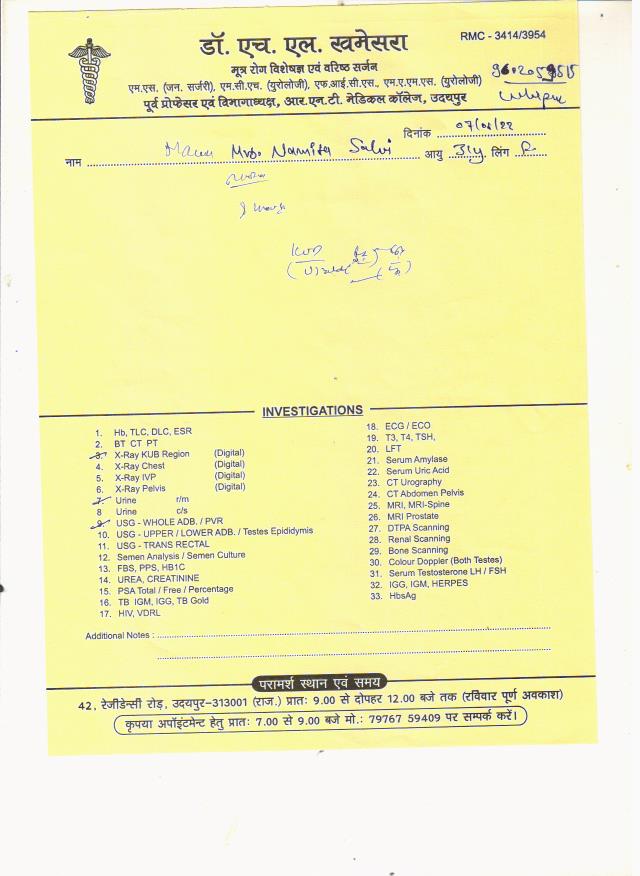 डॉ. एच. एल. खमेसरा
RMC - 3414/3954
मूत्र रोग विशेषज्ञ एवं वरिष्ठ सर्जन
एम.एस. (जन. सर्जरी), एम.सी.एच. (यूरोलोजी), एफ.आई.सी.एस., एम.ए.एम.एस. (यूरोलोजी)
पूर्व प्रोफेसर एवं विभागाध्यक्ष, आर.एन.टी. मेडिकल कॉलेज, उदयपुर
दिनांक
नाम Mrs. Namita Salvi आयु 31y लिंग
INVESTIGATIONS
1. Hb, TLC, DLC, ESR
2. BT CT PT
3. X-Ray KUB Region (Digital)
4. X-Ray Chest (Digital)
5. X-Ray IVP (Digital)
6. X-Ray Pelvis (Digital)
7. Urine r/m
8 Urine c/s
9. USG - WHOLE ADB. / PVR
10. USG - UPPER / LOWER ADB. / Testes Epididymis
11. USG - TRANS RECTAL
12. Semen Analysis / Semen Culture
13. FBS, PPS, HB1C
14. UREA, CREATININE
15. PSA Total / Free / Percentage
16. TB IGM, IGG, TB Gold
17. HIV, VDRL
18. ECG / ECO
19. T3, T4, TSH,
20. LFT
21. Serum Amylase
22. Serum Uric Acid
23. CT Urography
24. CT Abdomen Pelvis
25. MRI, MRI-Spine
26. MRI Prostate
27. DTPA Scanning
28. Renal Scanning
29. Bone Scanning
30. Colour Doppler (Both Testes)
31. Serum Testosterone LH / FSH
32. IGG, IGM, HERPES
33. HbsAg
Additional Notes :
परामर्श स्थान एवं समय
42, रेजीडेन्सी रोड़, उदयपुर-313001 (राज.) प्रातः 9.00 से दोपहर 12.00 बजे तक (रविवार पूर्ण अवकाश)
कृपया अपॉइंटमेन्ट हेतु प्रातः 7.00 से 9.00 बजे मो.: 79767 59409 पर सम्पर्क करें।